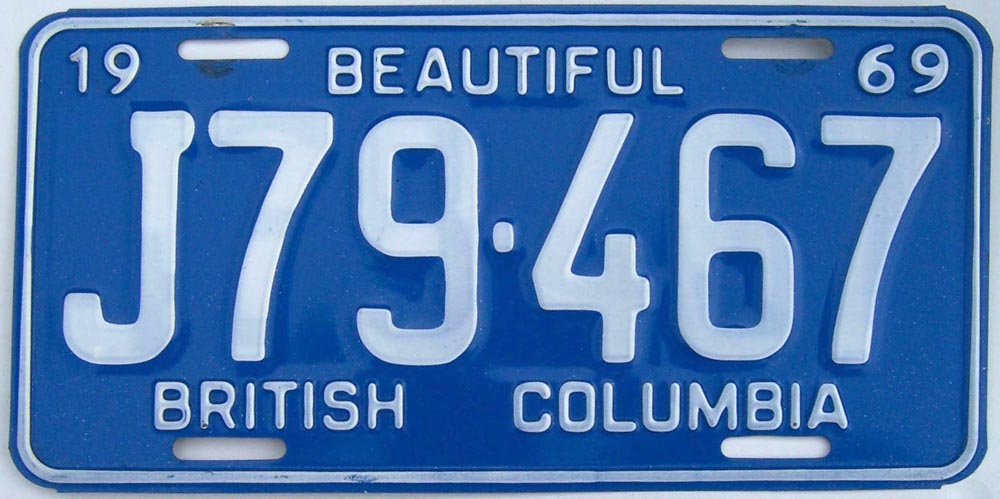 19 BEAUTIFUL 69
J79·467
BRITISH COLUMBIA